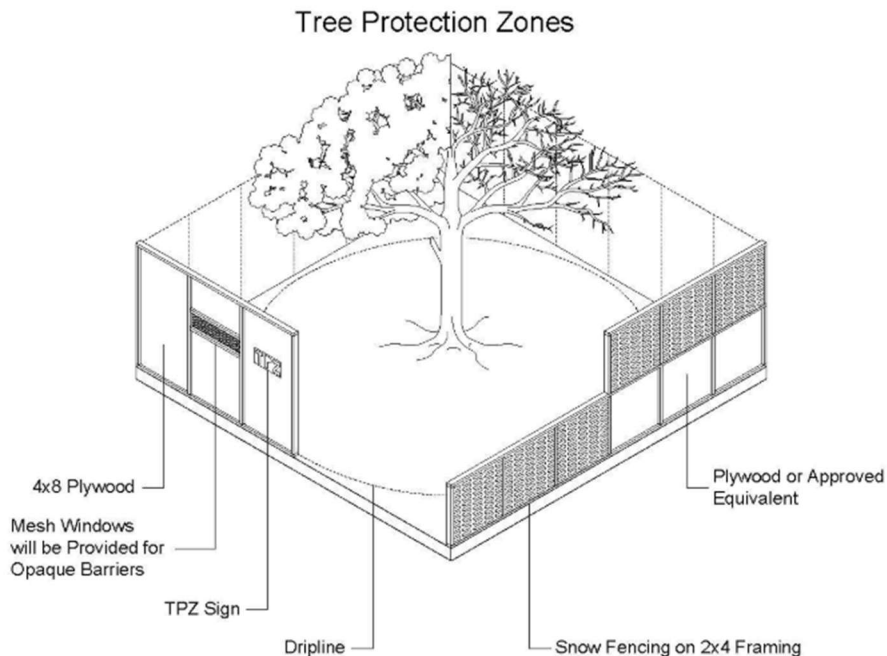 Tree Protection Zones
TPZ
4x8 Plywood
Mesh Windows
will be Provided for
Opaque Barriers
TPZ Sign
Dripline
Snow Fencing on 2x4 Framing
Plywood or Approved
Equivalent